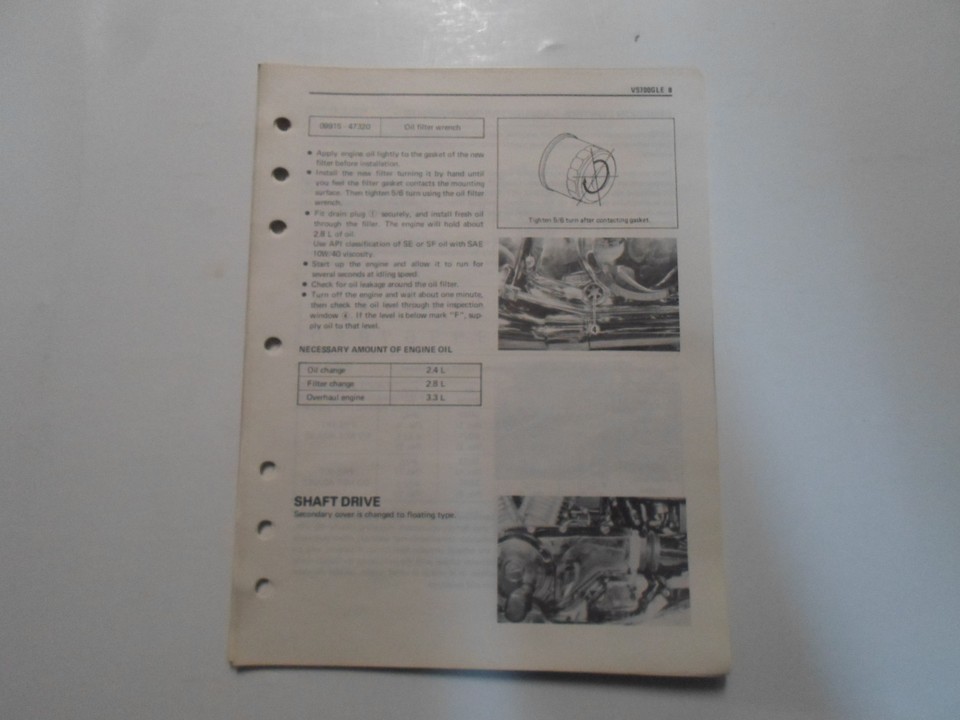 VS700GLE 8
09915-47320 Oil filter wrench
● Apply engine oil lightly to the gasket of the new
filter before installation.
● Install the new filter turning it by hand until
you feel the filter gasket contacts the mounting
surface. Then tighten 5/8 turn using the oil filter
wrench.
● Fit drain plug ① securely, and install fresh oil
through the filler. The engine will hold about
2.8 L of oil.
Use API classification of SE or SF oil with SAE
10W/40 viscosity.
● Start up the engine and allow it to run for
several seconds at idling speed.
● Check for oil leakage around the oil filter.
● Turn off the engine and wait about one minute,
then check the oil level through the inspection
window. If the level is below mark "F", sup-
ply oil to that level.
Tighten 5/8 turn after contacting gasket.
NECESSARY AMOUNT OF ENGINE OIL
Oil change 2.4 L
Filter change 2.8 L
Overhaul engine 3.3 L
SHAFT DRIVE
Secondary cover is changed to floating type.